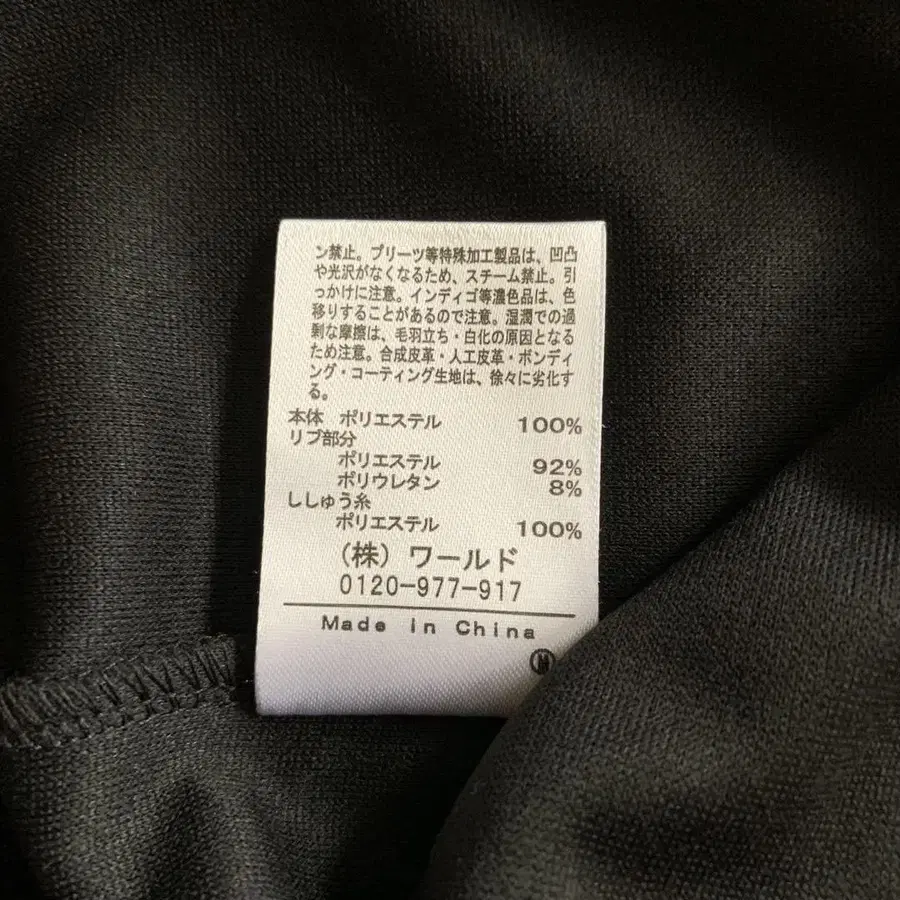 ン禁止。プリーツ等特殊加工製品は、凹凸
や光沢がなくなるため、スチーム禁止。引
っかけに注意。インディゴ等濃色品は、色
移りすることがあるので注意。湿潤での過
剰な摩擦は、毛羽立ち・白化の原因となる
ため注意。合成皮革・人工皮革・ボンディ
ング・コーティング生地は、徐々に劣化す
る。
本体 ポリエステル 100%
リブ部分
ポリエステル 92%
ポリウレタン 8%
ししゅう糸
ポリエステル 100%
(株) ワールド
0120-977-917
Made in China
Ⓜ